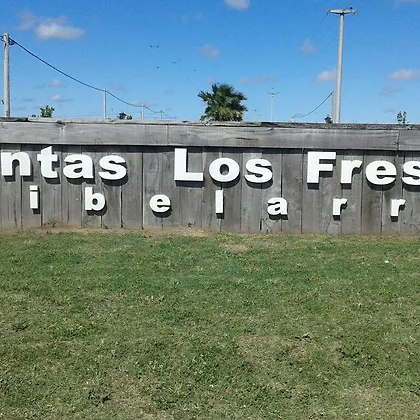 ntas Los Fres
i b e l a r r